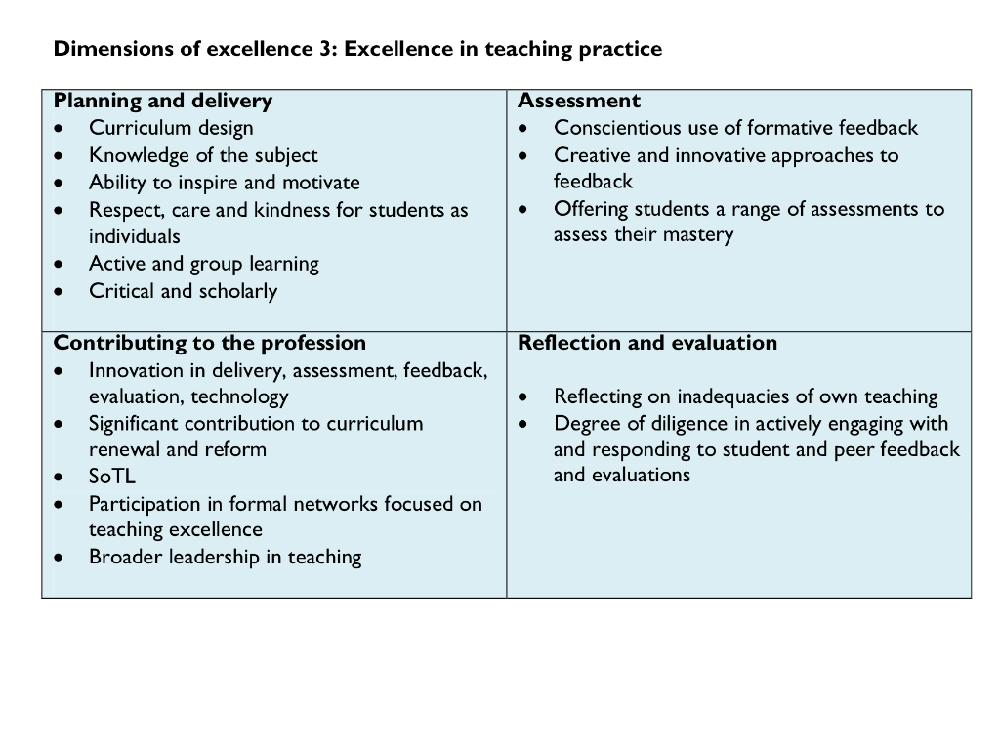 Dimensions of excellence 3: Excellence in teaching practice
Planning and delivery
• Curriculum design
• Knowledge of the subject
• Ability to inspire and motivate
• Respect, care and kindness for students as
individuals
• Active and group learning
• Critical and scholarly
Assessment
• Conscientious use of formative feedback
• Creative and innovative approaches to
feedback
• Offering students a range of assessments to
assess their mastery
Contributing to the profession
• Innovation in delivery, assessment, feedback,
evaluation, technology
• Significant contribution to curriculum
renewal and reform
• SoTL
• Participation in formal networks focused on
teaching excellence
• Broader leadership in teaching
Reflection and evaluation
• Reflecting on inadequacies of own teaching
• Degree of diligence in actively engaging with
and responding to student and peer feedback
and evaluations